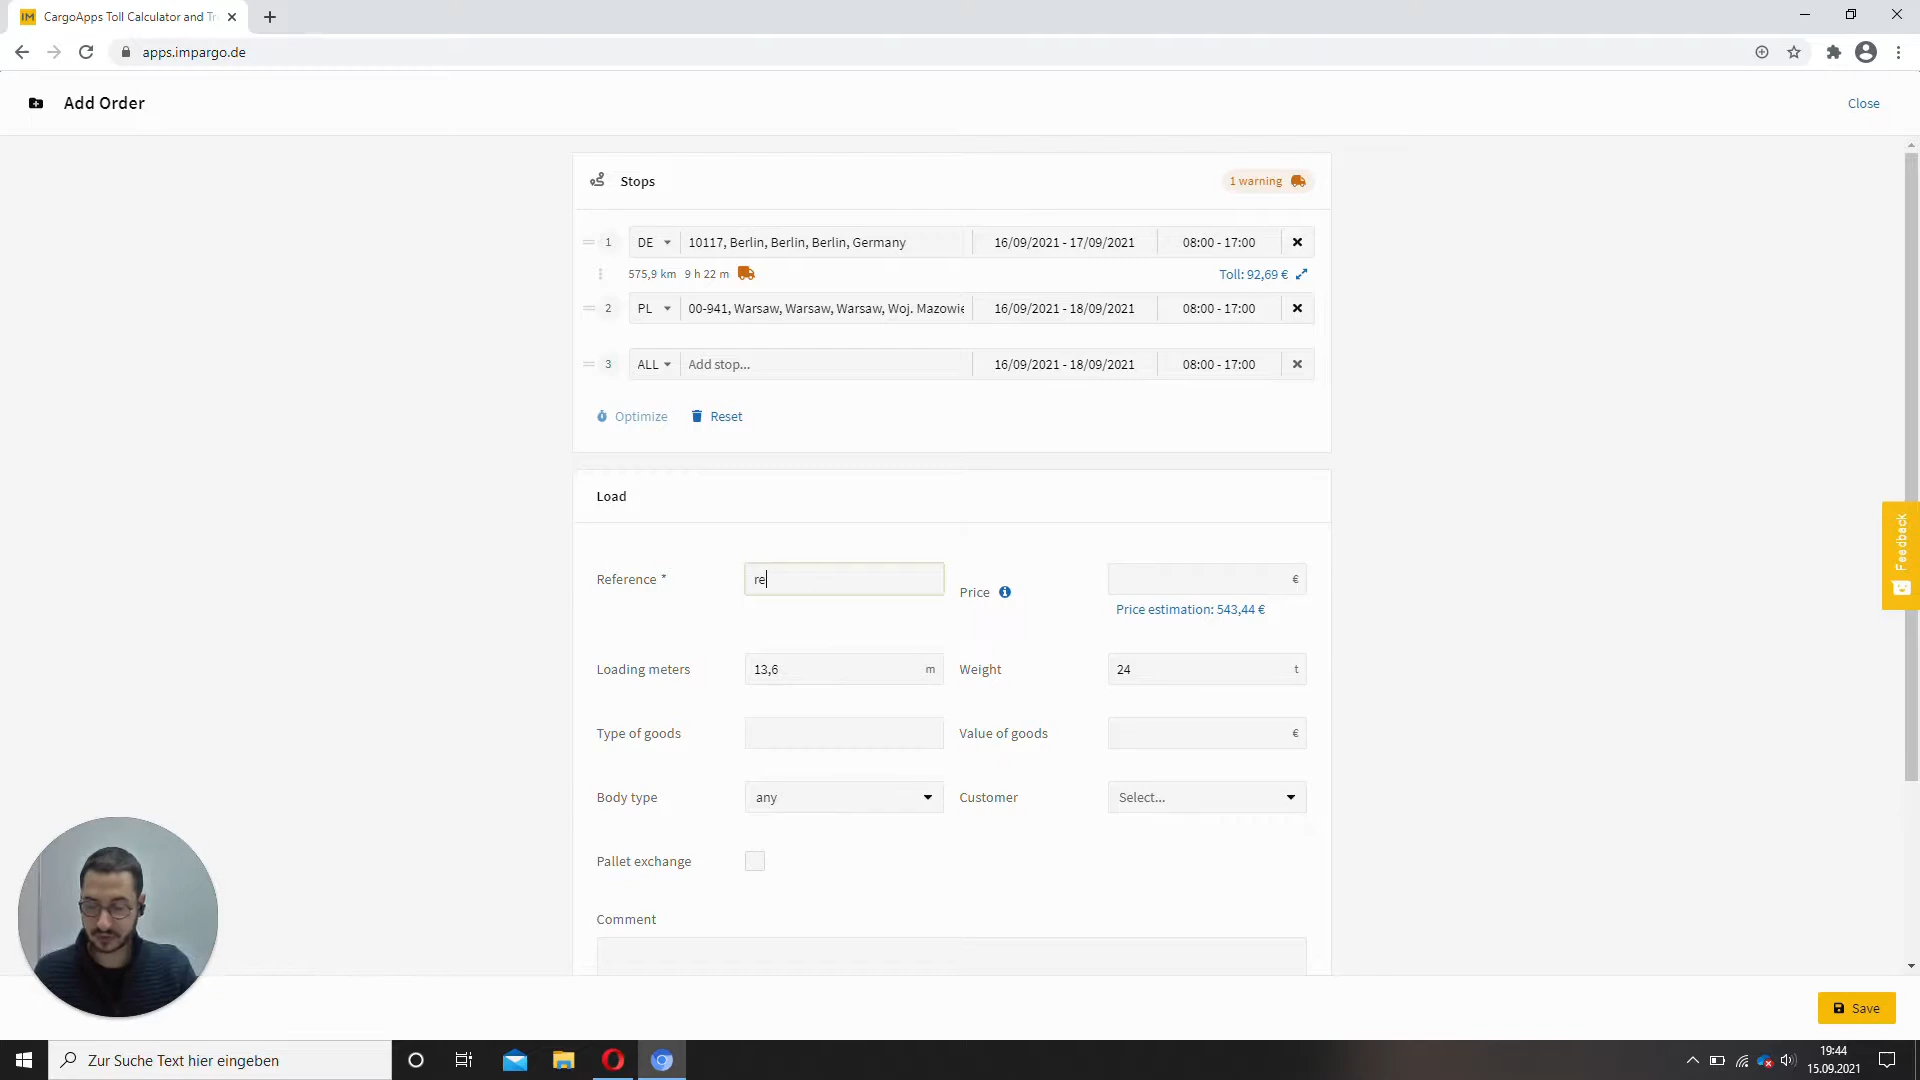 IM CargoApps Toll Calculator and Tr
apps.impargo.de
Add Order
Close
Stops
1 warning
1 DE 10117, Berlin, Berlin, Berlin, Germany 16/09/2021 - 17/09/2021 08:00 - 17:00
575,9 km 9 h 22 m Toll: 92,69 €
2 PL 00-941, Warsaw, Warsaw, Warsaw, Woj. Mazowie 16/09/2021 - 18/09/2021 08:00 - 17:00
3 ALL Add stop... 16/09/2021 - 18/09/2021 08:00 - 17:00
Optimize Reset
Load
Reference * re Price €
Price estimation: 543,44 €
Loading meters 13,6 m Weight 24 t
Type of goods Value of goods €
Body type any Customer Select...
Pallet exchange
Comment
Feedback
Save
Zur Suche Text hier eingeben
19:44
15.09.2021